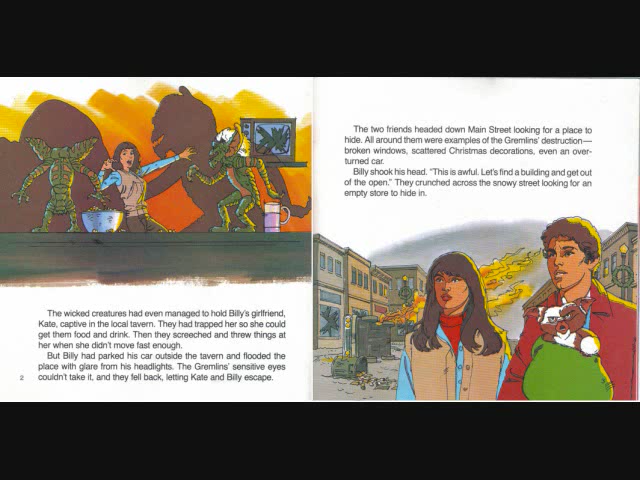 The wicked creatures had even managed to hold Billy's girlfriend,
Kate, captive in the local tavern. They had trapped her so she could
get them food and drink. Then they screeched and threw things at
her when she didn't move fast enough.
But Billy had parked his car outside the tavern and flooded the
place with glare from his headlights. The Gremlins' sensitive eyes
couldn't take it, and they fell back, letting Kate and Billy escape.
2
The two friends headed down Main Street looking for a place to
hide. All around them were examples of the Gremlins' destruction—
broken windows, scattered Christmas decorations, even an over-
turned car.
Billy shook his head. "This is awful. Let's find a building and get out
of the open." They crunched across the snowy street looking for an
empty store to hide in.